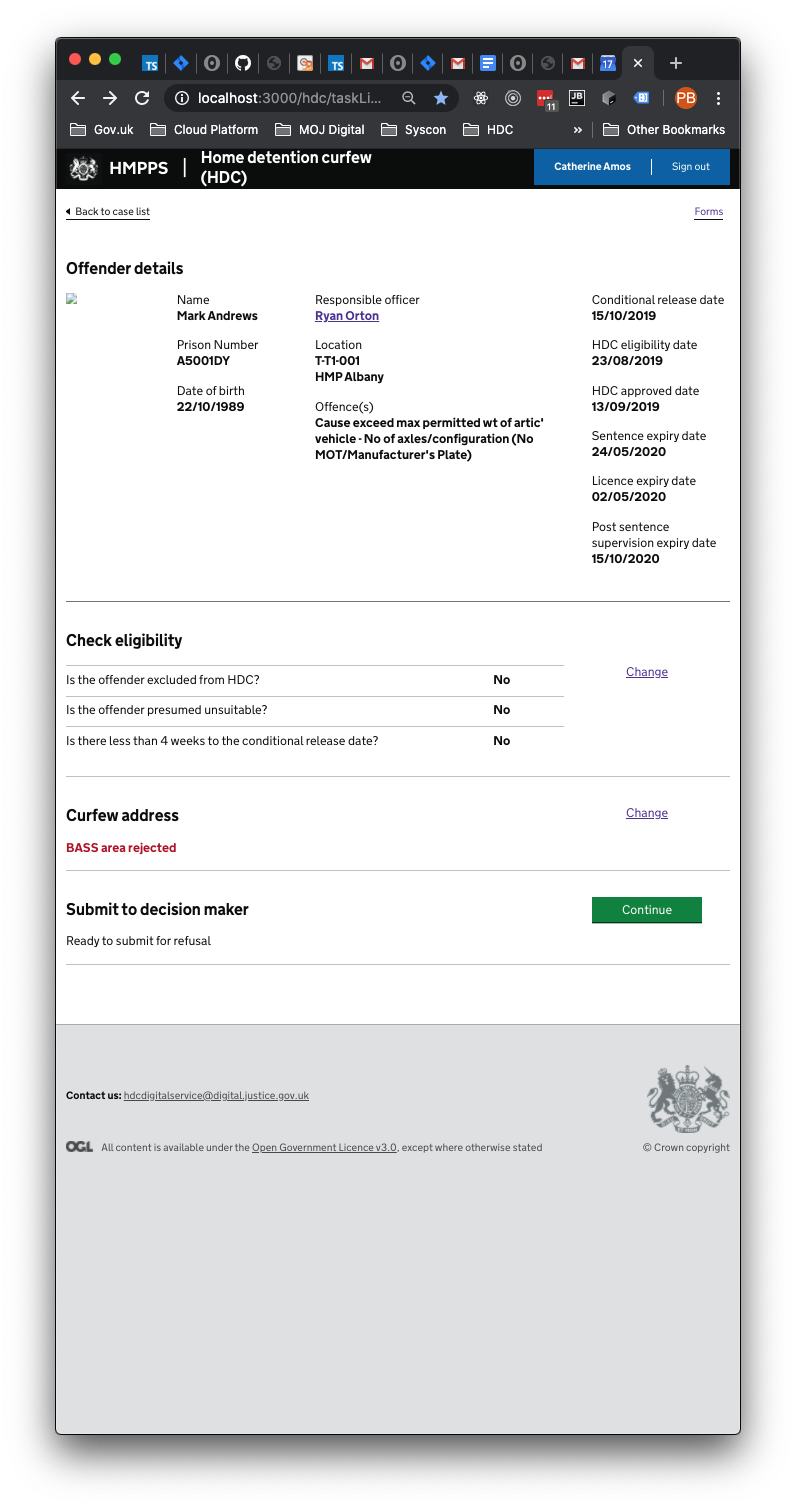 TS
TS
17
localhost:3000/hdc/taskLi...
11
JB
PB
Gov.uk
Cloud Platform
MOJ Digital
Syscon
HDC
»
Other Bookmarks
HMPPS | Home detention curfew (HDC)
Catherine Amos
Sign out
Back to case list
Forms
Offender details
Name
Mark Andrews
Prison Number
A5001DY
Date of birth
22/10/1989
Responsible officer
Ryan Orton
Location
T-T1-001
HMP Albany
Offence(s)
Cause exceed max permitted wt of artic'
vehicle - No of axles/configuration (No
MOT/Manufacturer's Plate)
Conditional release date
15/10/2019
HDC eligibility date
23/08/2019
HDC approved date
13/09/2019
Sentence expiry date
24/05/2020
Licence expiry date
02/05/2020
Post sentence
supervision expiry date
15/10/2020
Check eligibility
Change
Is the offender excluded from HDC? No
Is the offender presumed unsuitable? No
Is there less than 4 weeks to the conditional release date? No
Curfew address
Change
BASS area rejected
Submit to decision maker
Continue
Ready to submit for refusal
Contact us: hdcdigitalservice@digital.justice.gov.uk
OGL All content is available under the Open Government Licence v3.0, except where otherwise stated
© Crown copyright